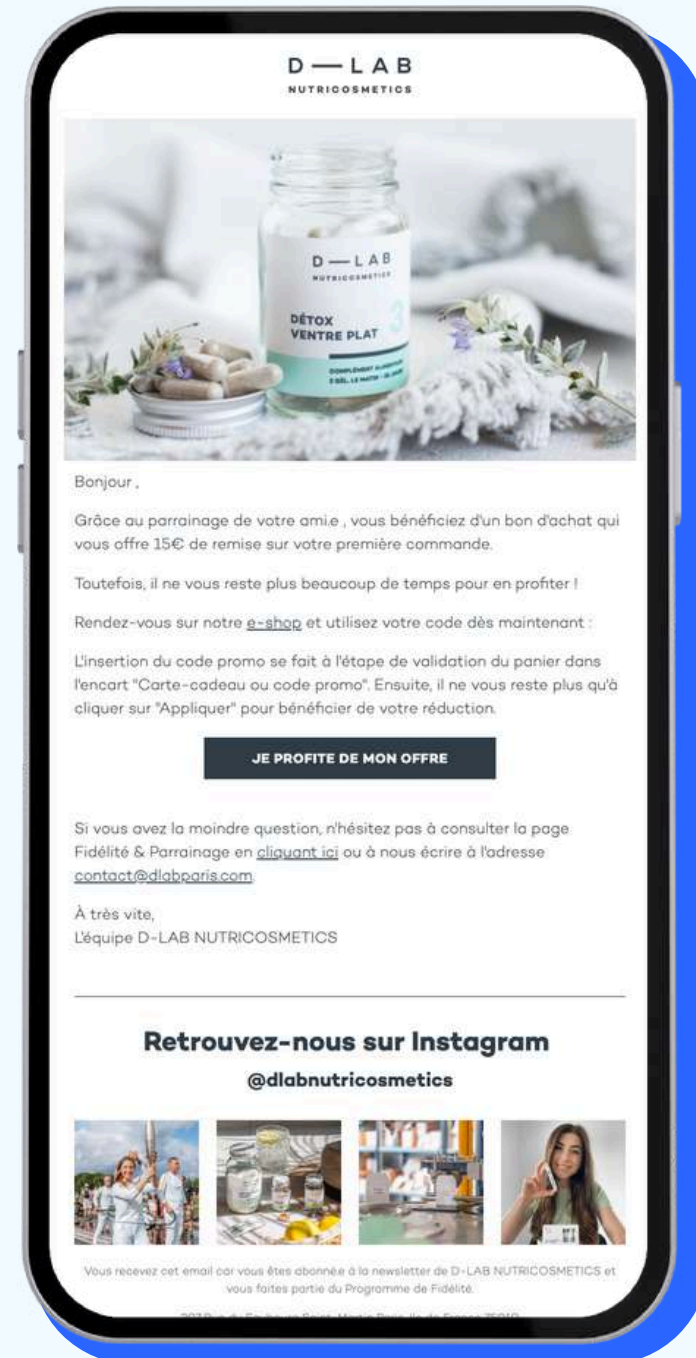 D — L A B
NUTRICOSMETICS
D — L A B
NUTRICOSMETICS
DÉTOX
VENTRE PLAT
3
COMPLÉMENT ALIMENTAIRE
Bonjour ,
Grâce au parrainage de votre ami.e , vous bénéficiez d'un bon d'achat qui
vous offre 15€ de remise sur votre première commande.
Toutefois, il ne vous reste plus beaucoup de temps pour en profiter !
Rendez-vous sur notre e-shop et utilisez votre code dès maintenant :
L'insertion du code promo se fait à l'étape de validation du panier dans
l'encart "Carte-cadeau ou code promo". Ensuite, il ne vous reste plus qu'à
cliquer sur "Appliquer" pour bénéficier de votre réduction.
JE PROFITE DE MON OFFRE
Si vous avez la moindre question, n'hésitez pas à consulter la page
Fidélité & Parrainage en cliquant ici ou à nous écrire à l'adresse
contact@dlabparis.com.
À très vite,
L'équipe D-LAB NUTRICOSMETICS
Retrouvez-nous sur Instagram
@dlabnutricosmetics
Vous recevez cet email car vous êtes abonné.e à la newsletter de D-LAB NUTRICOSMETICS et
vous faites partie du Programme de Fidélité.